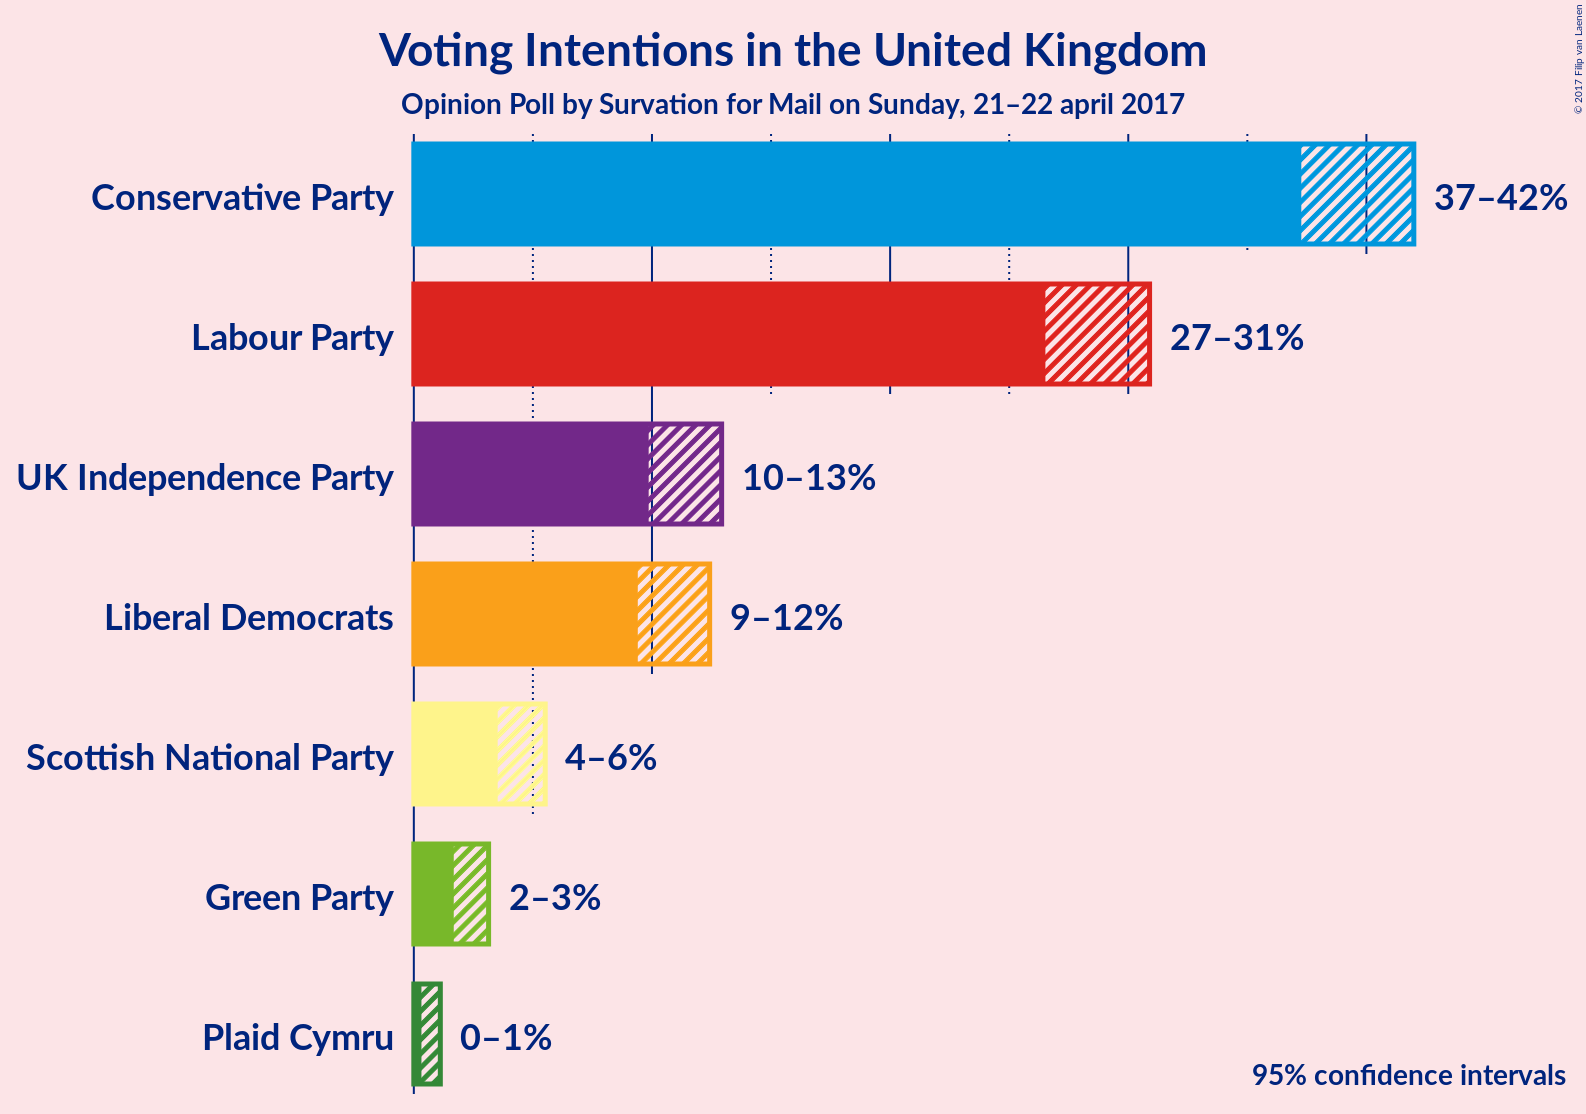 Voting Intentions in the United Kingdom
Opinion Poll by Survation for Mail on Sunday, 21–22 april 2017
Conservative Party 37–42%
Labour Party 27–31%
UK Independence Party 10–13%
Liberal Democrats 9–12%
Scottish National Party 4–6%
Green Party 2–3%
Plaid Cymru 0–1%
95% confidence intervals
© 2017 Filip van Laenen